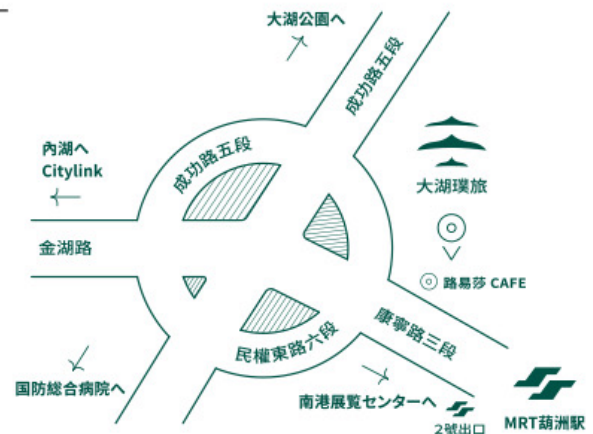 大湖公園へ
成功路五段
內湖へ
Citylink
成功路五段
大湖璞旅
金湖路
路易莎 CAFE
康寧路三段
民權東路六段
国防総合病院へ
南港展覧センターへ
2號出口
MRT葫洲駅